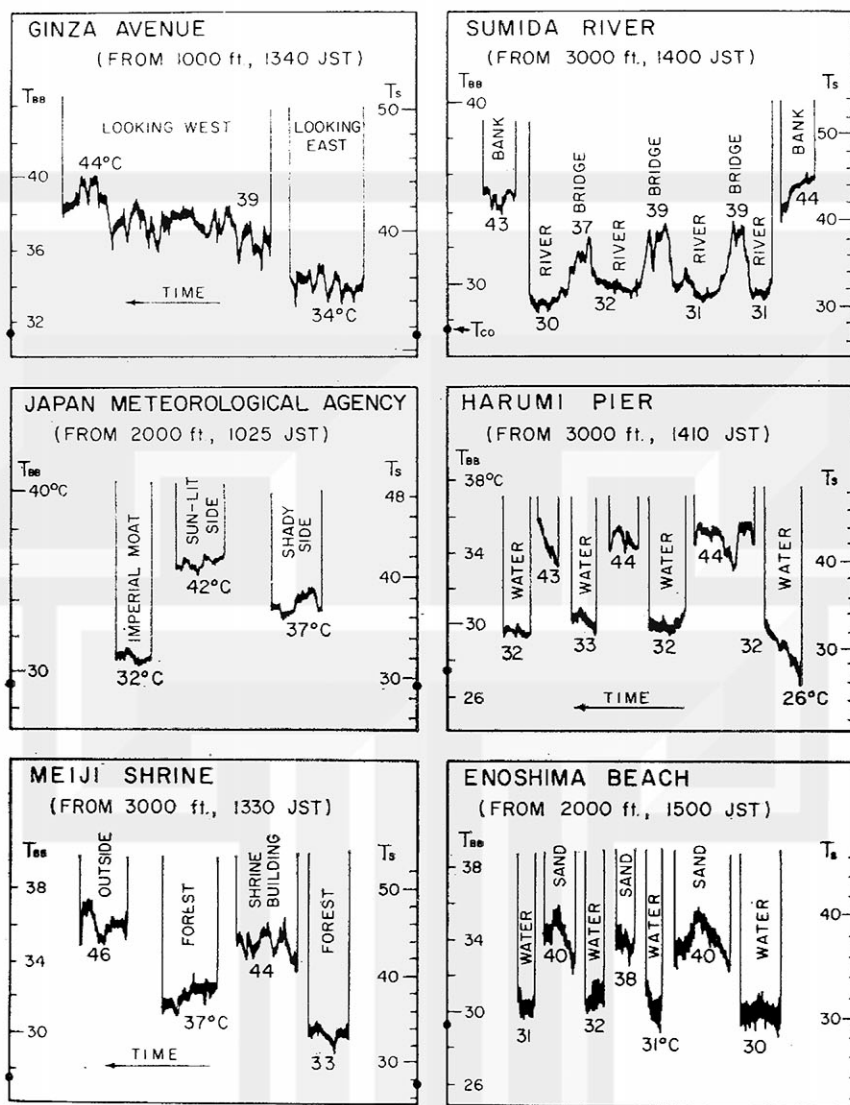 GINZA AVENUE
(FROM 1000 ft., 1340 JST)
TBB
TS
50
LOOKING WEST
LOOKING EAST
44°C
40
39
40
36
TIME
32
34°C
SUMIDA RIVER
(FROM 3000 ft., 1400 JST)
TBB
TS
40
50
BANK
BRIDGE
BRIDGE
BRIDGE
BANK
43
37
39
39
44
40
RIVER
RIVER
RIVER
RIVER
30
30
32
31
31
30
TCO
JAPAN METEOROLOGICAL AGENCY
(FROM 2000 ft., 1025 JST)
TBB
TS
40°C
48
IMPERIAL MOAT
SUN-LIT SIDE
SHADY SIDE
42°C
40
37°C
32°C
30
30
HARUMI PIER
(FROM 3000 ft., 1410 JST)
TBB
TS
38°C
WATER
WATER
WATER
WATER
34
43
44
44
40
30
32
33
32
32
30
26
TIME
26°C
MEIJI SHRINE
(FROM 3000 ft., 1330 JST)
TBB
TS
OUTSIDE
FOREST
SHRINE BUILDING
FOREST
38
50
34
46
44
40
32
37°C
30
33
30
TIME
ENOSHIMA BEACH
(FROM 2000 ft., 1500 JST)
TBB
TS
38
WATER
SAND
WATER
SAND
WATER
SAND
WATER
40
34
40
38
40
30
31
32
31°C
30
30
26